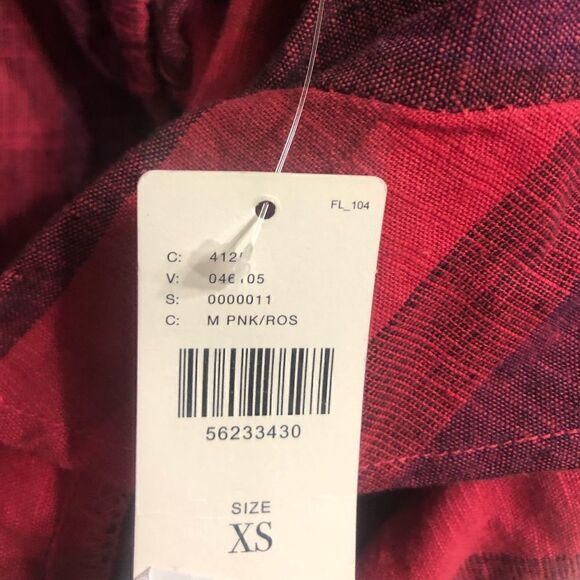 FL_104
C:
V:
S: 0000011
C: M PNK/ROS
56233430
SIZE
XS